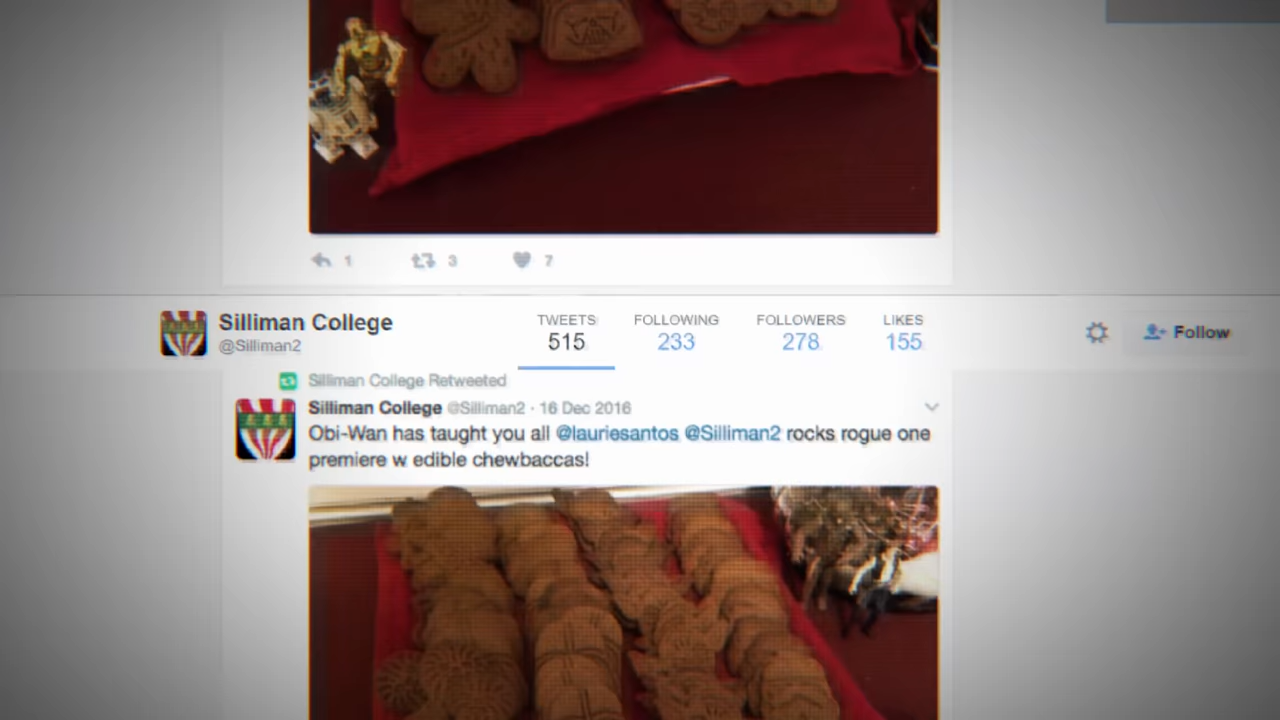 1 3 7
Silliman College
@Silliman2
TWEETS FOLLOWING FOLLOWERS LIKES
515 233 278 155
Follow
Silliman College Retweeted
Silliman College @Silliman2 · 16 Dec 2016
Obi-Wan has taught you all @lauriesantos @Silliman2 rocks rogue one
premiere w edible chewbaccas!